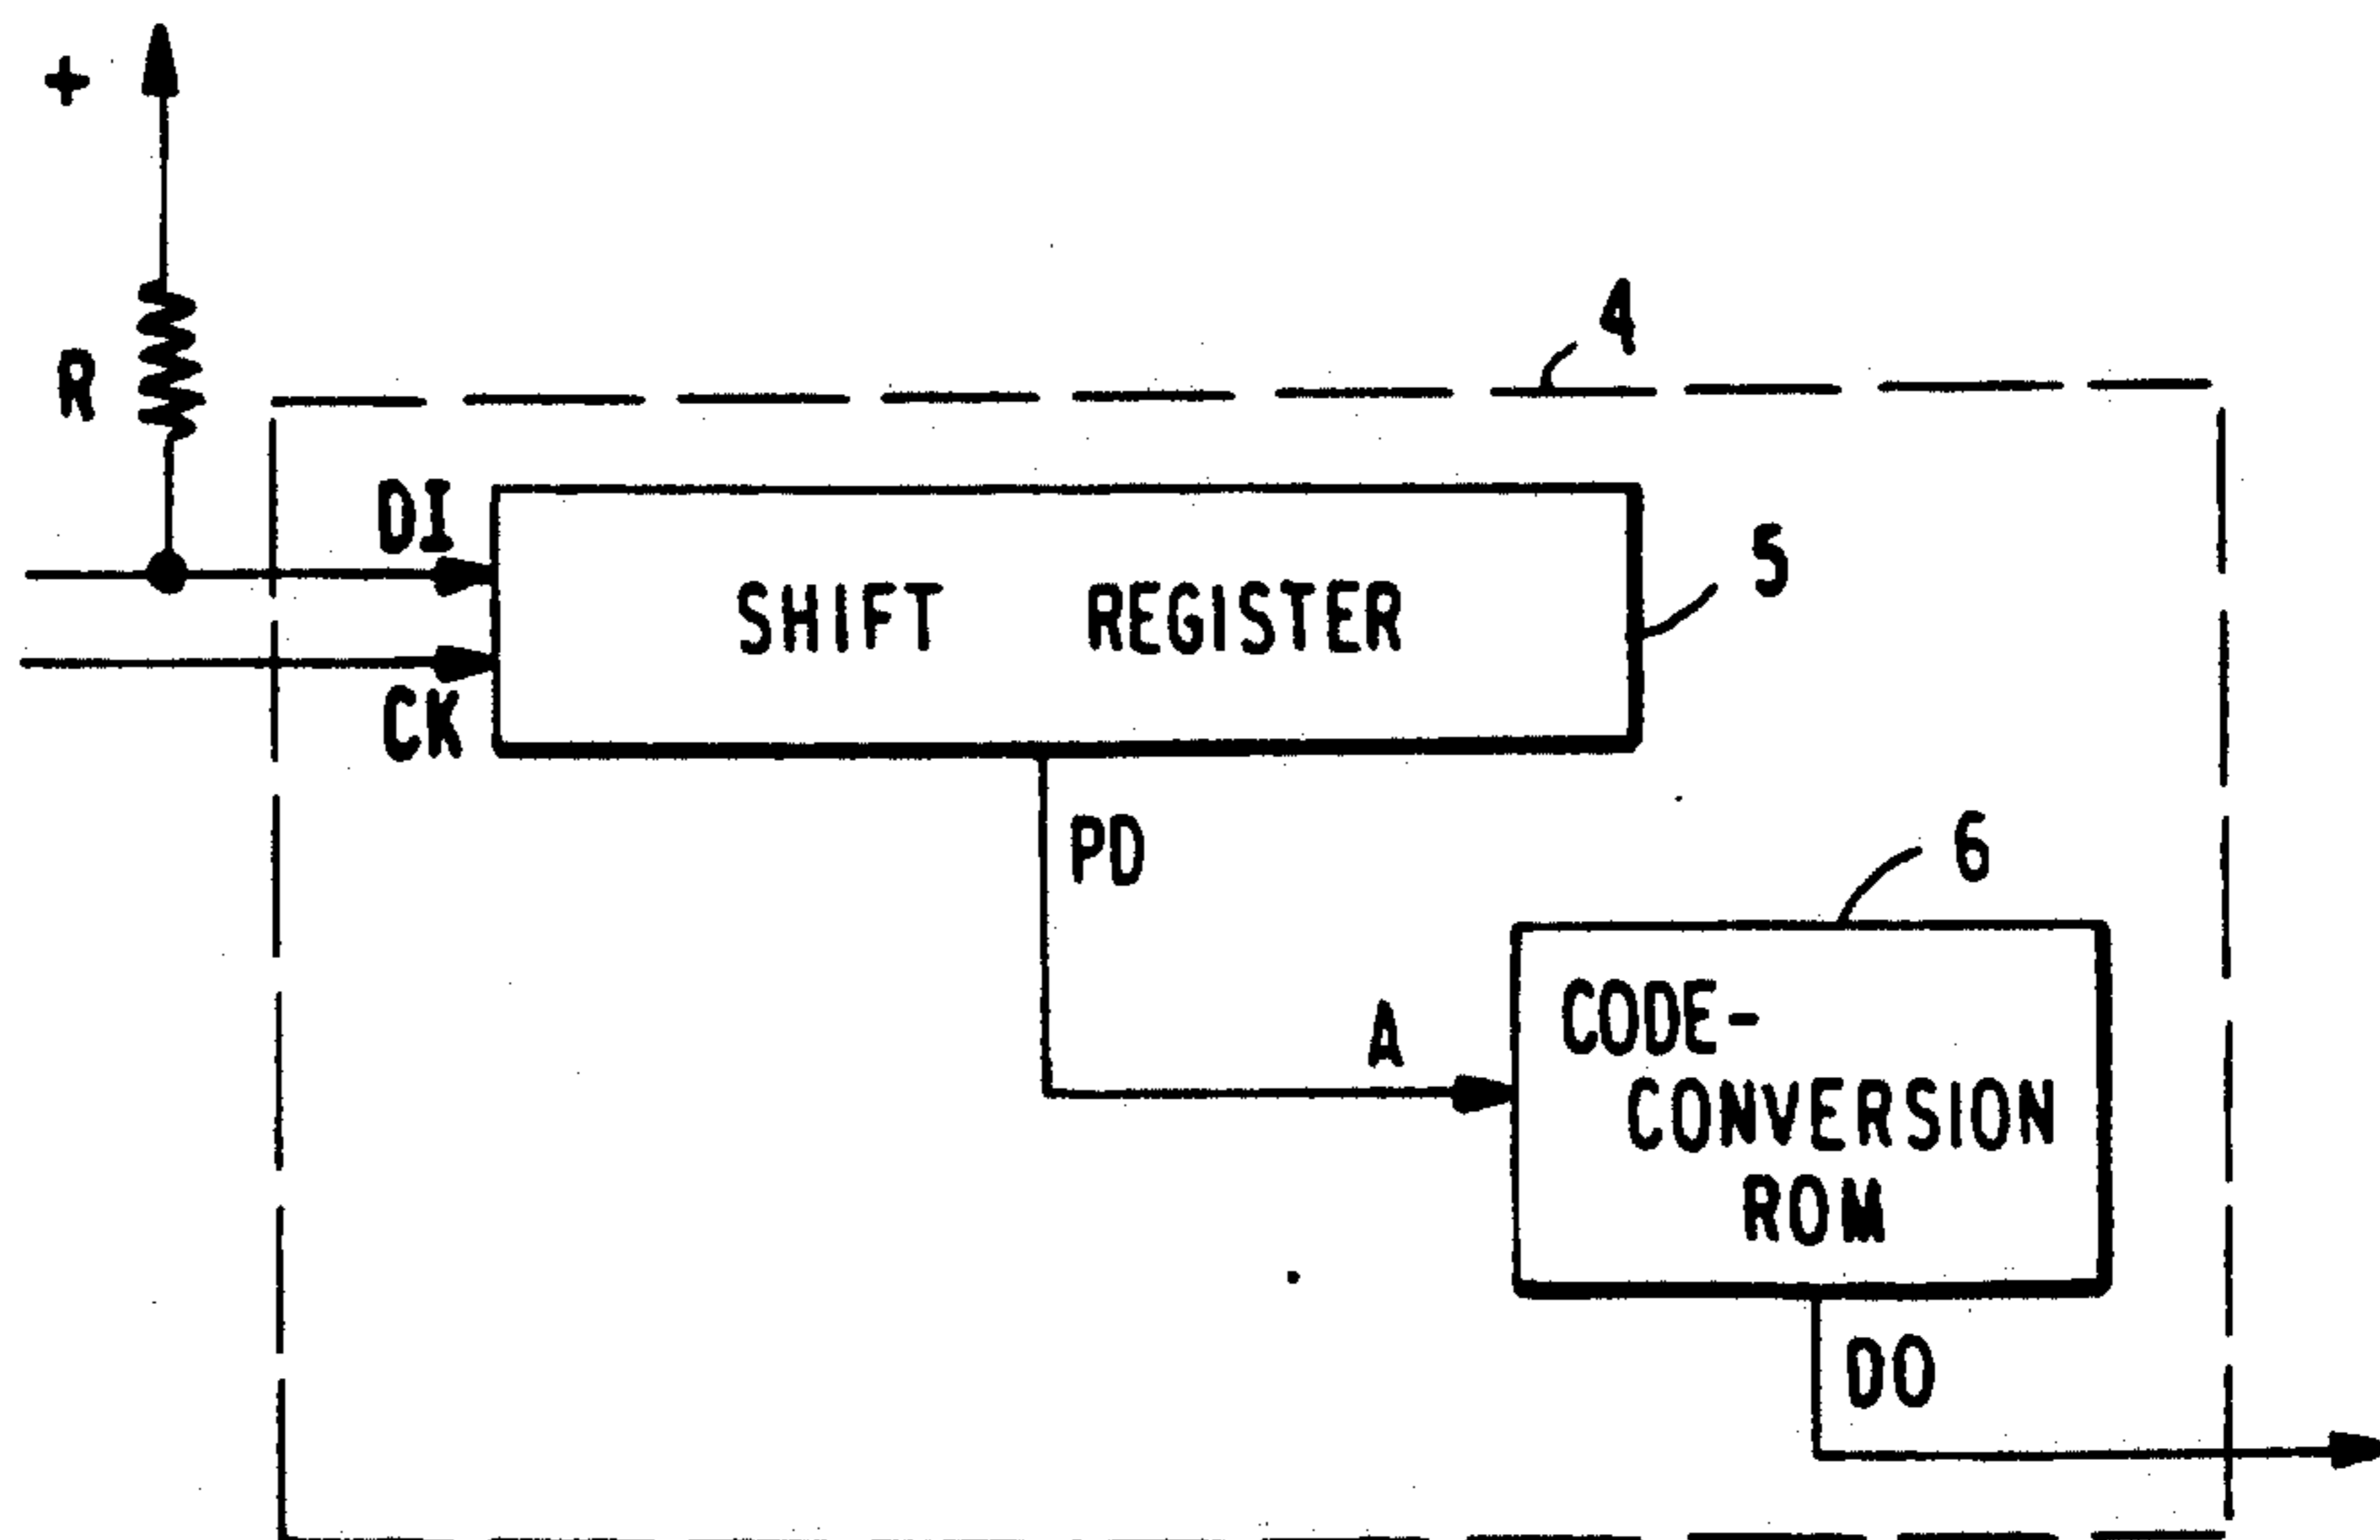 +
R
4
DI
SHIFT REGISTER
5
CK
PD
6
A
CODE-
CONVERSION
ROM
DO